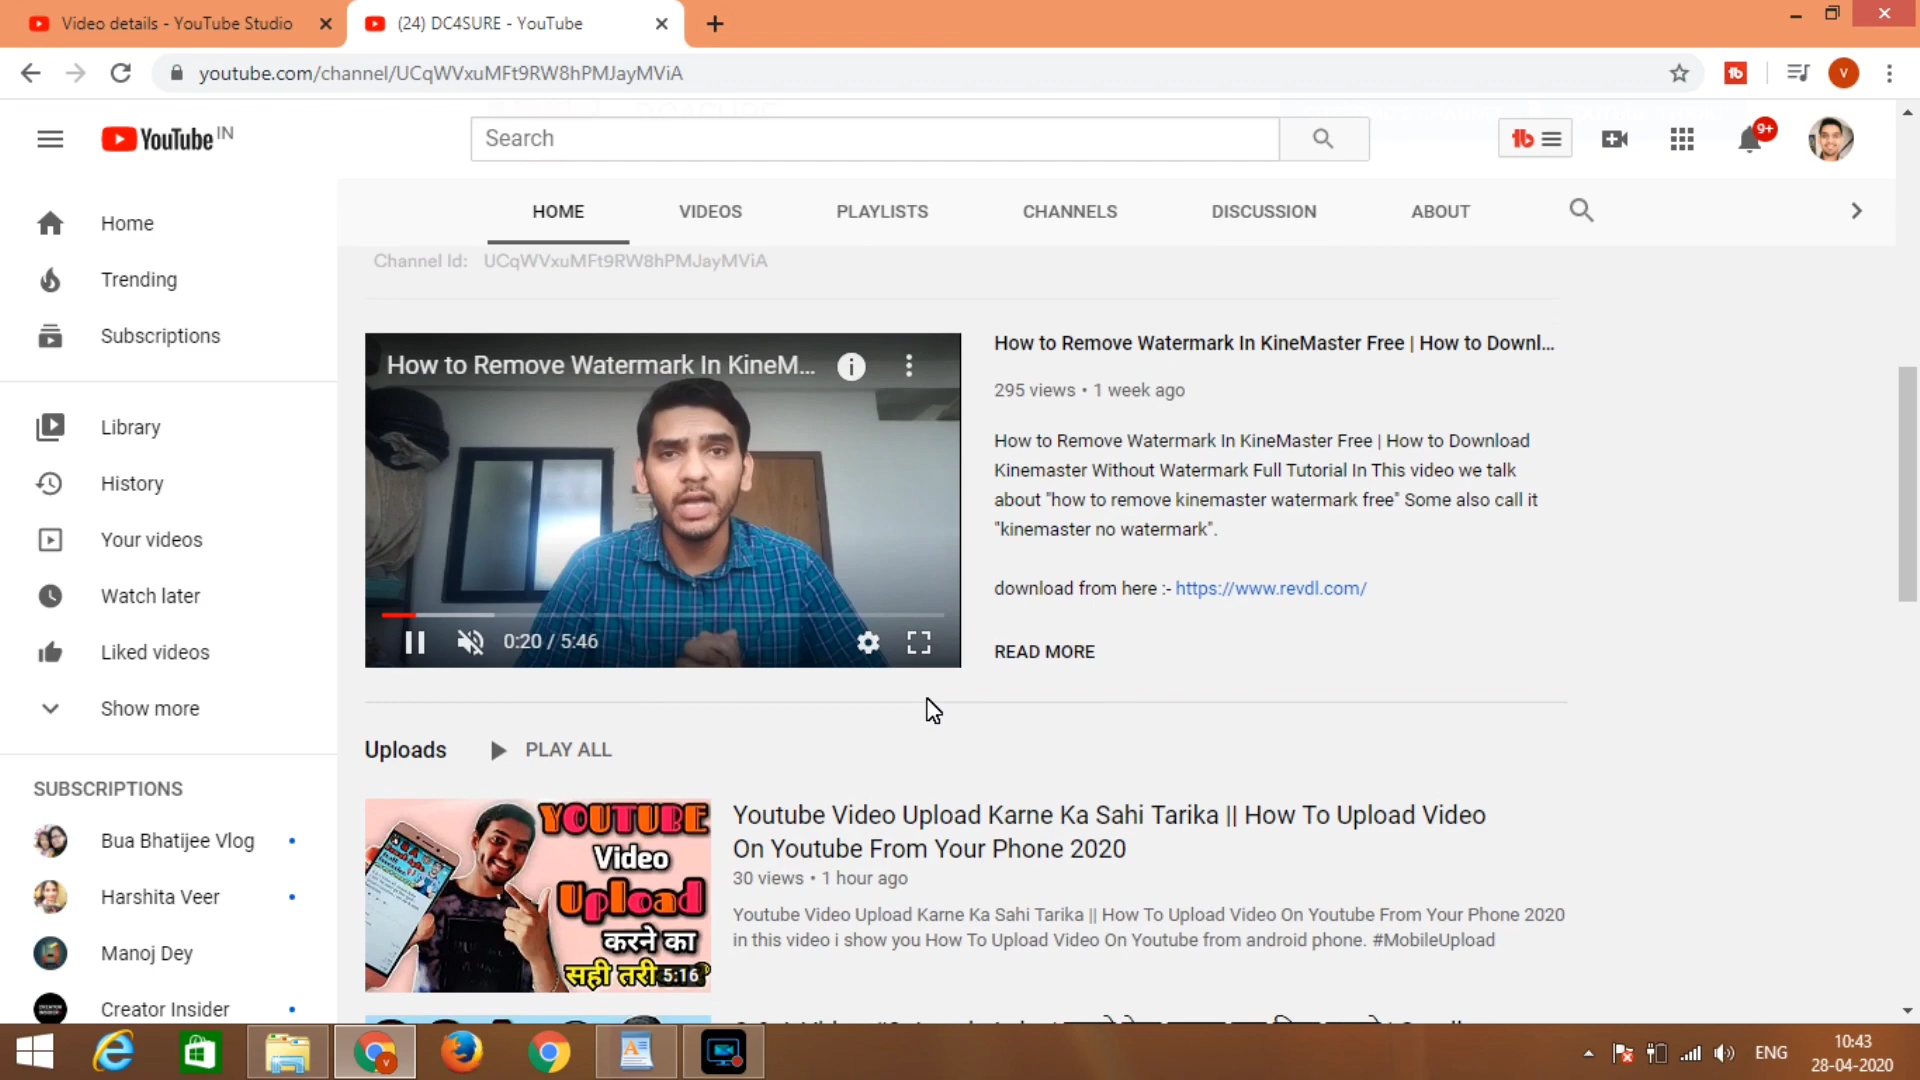 Video details - YouTube Studio
(24) DC4SURE - YouTube
youtube.com/channel/UCqWVxuMFt9RW8hPMJayMViA
V
YouTube IN
Search
9+
HOME
VIDEOS
PLAYLISTS
CHANNELS
DISCUSSION
ABOUT
Channel Id: UCqWVxuMFt9RW8hPMJayMViA
Home
Trending
Subscriptions
Library
History
Your videos
Watch later
Liked videos
Show more
SUBSCRIPTIONS
Bua Bhatijee Vlog
Harshita Veer
Manoj Dey
Creator Insider
How to Remove Watermark In KineM...
0:20 / 5:46
How to Remove Watermark In KineMaster Free | How to Downl...
295 views • 1 week ago
How to Remove Watermark In KineMaster Free | How to Download
Kinemaster Without Watermark Full Tutorial In This video we talk
about "how to remove kinemaster watermark free" Some also call it
"kinemaster no watermark".
download from here :- https://www.revdl.com/
READ MORE
Uploads
PLAY ALL
YOUTUBE
Video
Upload
करने का
सही तरी
5:16
Youtube Video Upload Karne Ka Sahi Tarika || How To Upload Video
On Youtube From Your Phone 2020
30 views • 1 hour ago
Youtube Video Upload Karne Ka Sahi Tarika || How To Upload Video On Youtube From Your Phone 2020
in this video i show you How To Upload Video On Youtube from android phone. #MobileUpload
ENG
10:43
28-04-2020